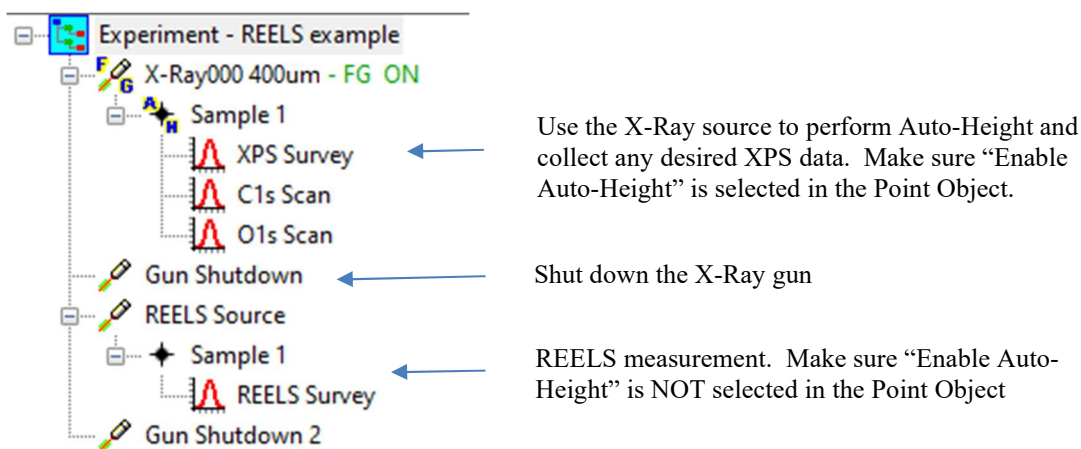 Experiment - REELS example
F G X-Ray000 400um - FG ON
A H Sample 1
XPS Survey
C1s Scan
O1s Scan
Use the X-Ray source to perform Auto-Height and
collect any desired XPS data. Make sure “Enable
Auto-Height” is selected in the Point Object.
Gun Shutdown
Shut down the X-Ray gun
REELS Source
Sample 1
REELS Survey
REELS measurement. Make sure “Enable Auto-
Height” is NOT selected in the Point Object
Gun Shutdown 2